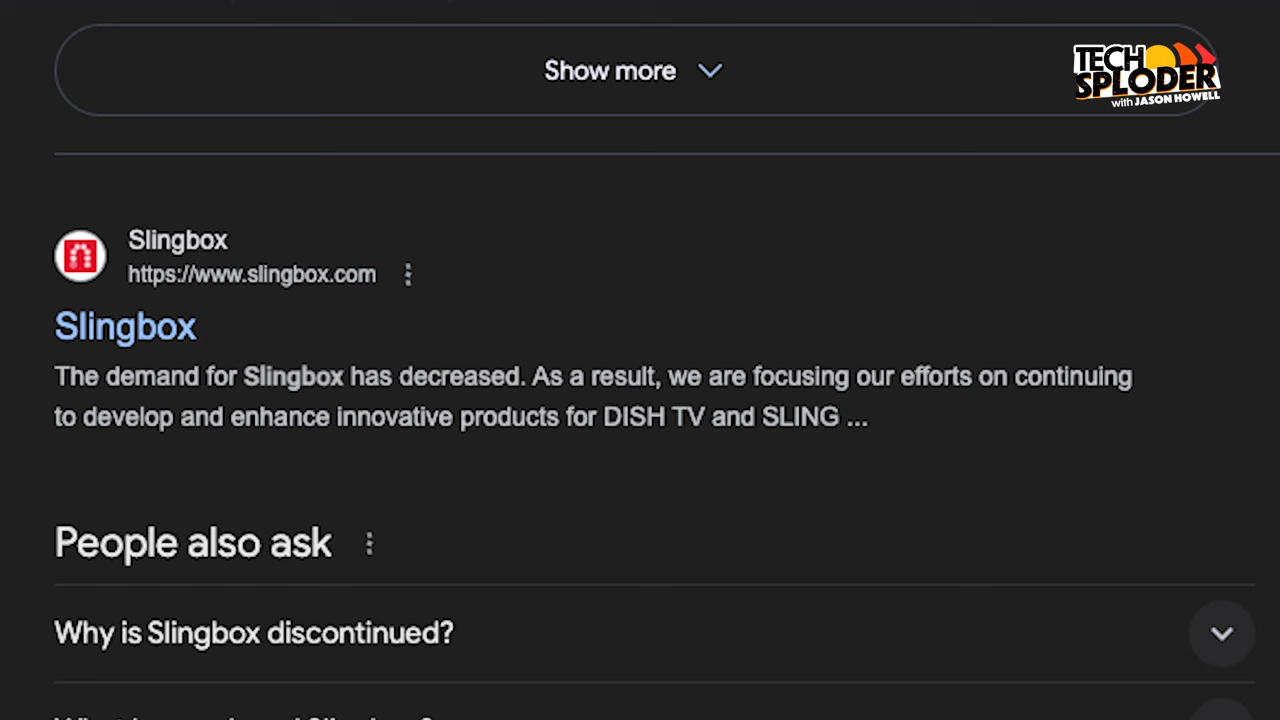 Show more
TECH
SPLODER
with JASON HOWELL
Slingbox
https://www.slingbox.com
Slingbox
The demand for Slingbox has decreased. As a result, we are focusing our efforts on continuing
to develop and enhance innovative products for DISH TV and SLING ...
People also ask
Why is Slingbox discontinued?